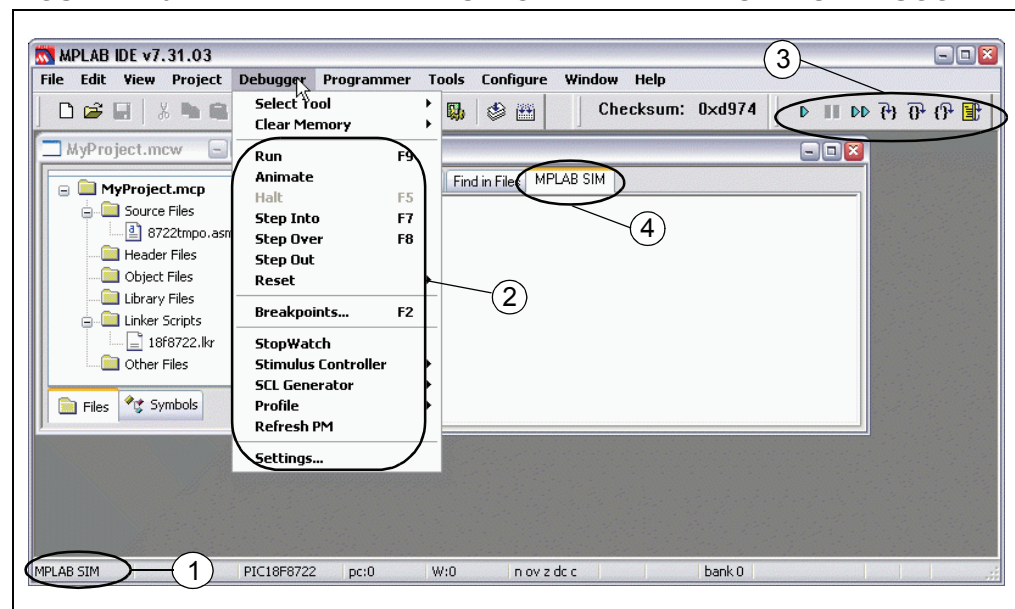 MPLAB IDE v7.31.03
3
File Edit View Project Debugger Programmer Tools Configure Window Help
Select Tool
Clear Memory
Checksum: 0xd974
MyProject.mcw
Run F9
Animate
Halt F5
Step Into F7
Step Over F8
Step Out
Reset
Breakpoints... F2
StopWatch
Stimulus Controller
SCL Generator
Profile
Refresh PM
Settings...
Find in Files MPLAB SIM
4
2
MyProject.mcp
Source Files
8722tmpo.asm
Header Files
Object Files
Library Files
Linker Scripts
18f8722.lkr
Other Files
Files Symbols
MPLAB SIM
1
PIC18F8722 pc:0 W:0 n ov z dc c bank 0